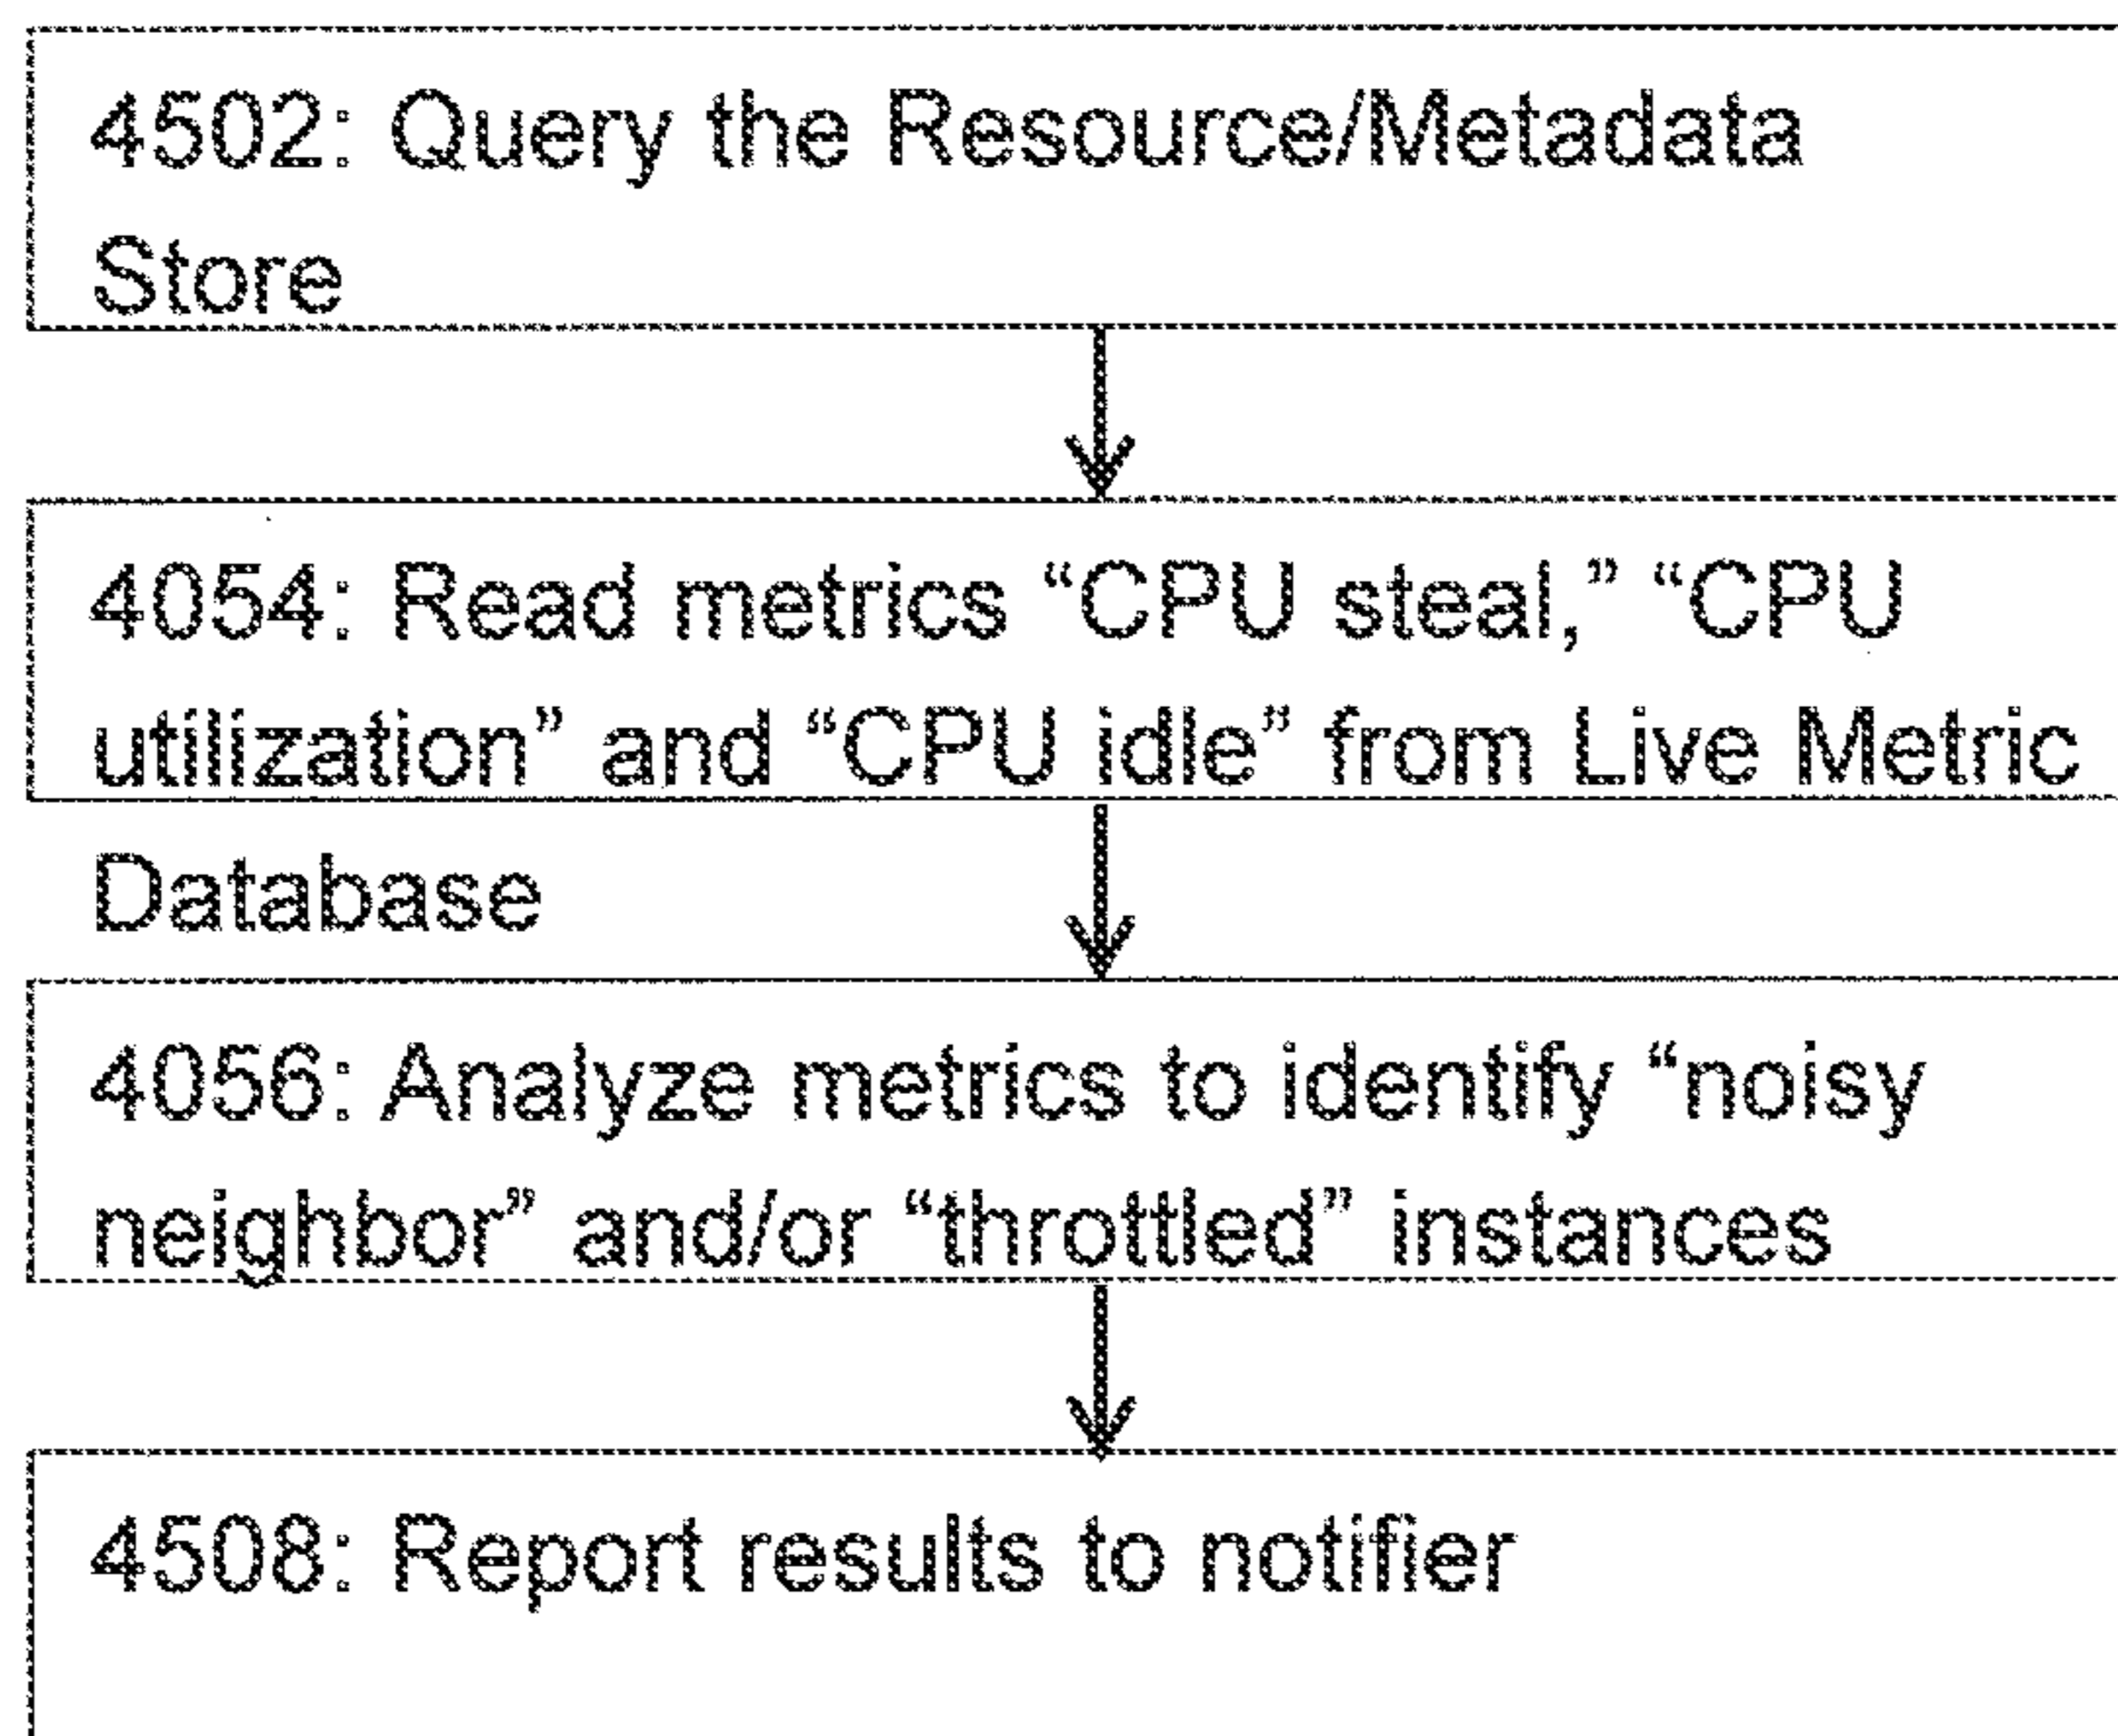 4502: Query the Resource/Metadata
Store
4054: Read metrics “CPU steal,” “CPU
utilization” and “CPU idle” from Live Metric
Database
4056: Analyze metrics to identify “noisy
neighbor” and/or “throttled” instances
4508: Report results to notifier